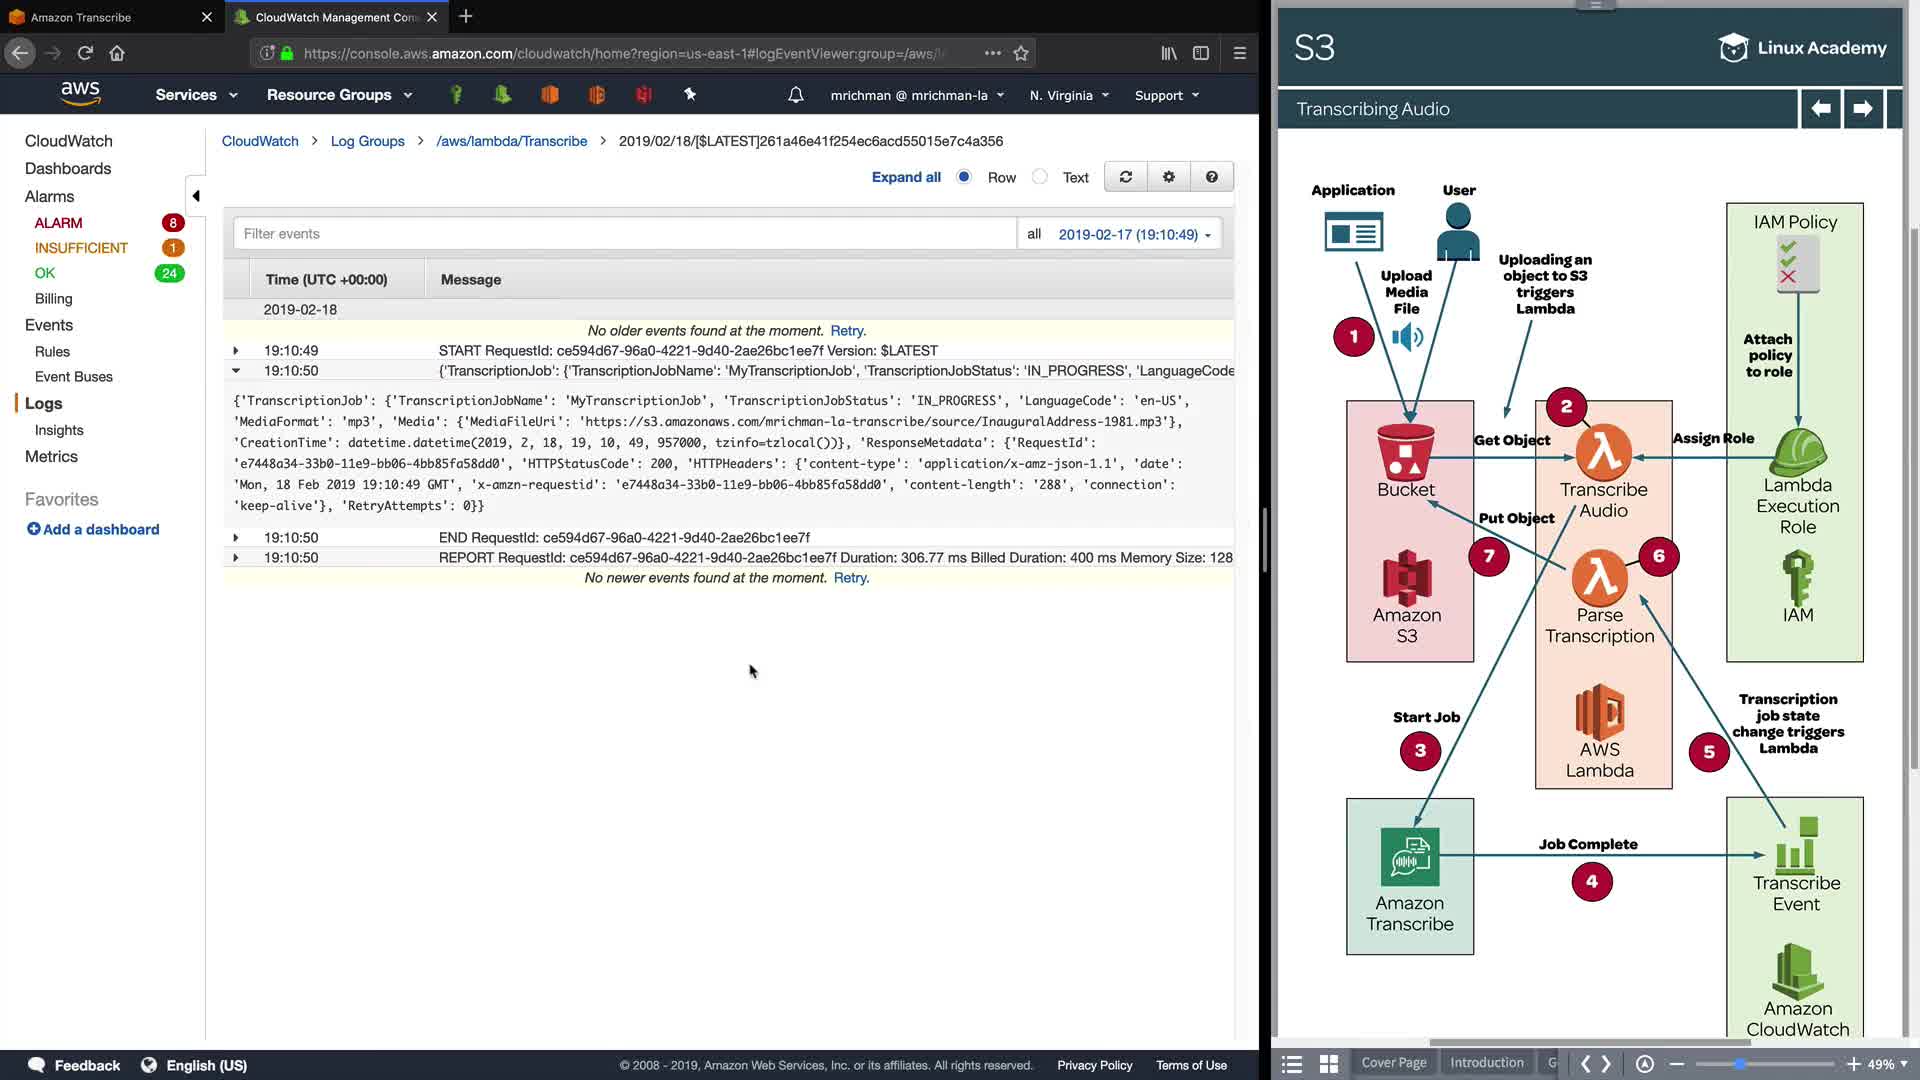 Amazon Transcribe
CloudWatch Management Con
https://console.aws.amazon.com/cloudwatch/home?region=us-east-1#logEventViewer:group=/aws/l
aws
Services
Resource Groups
mrichman @ mrichman-la
N. Virginia
Support
CloudWatch
Dashboards
Alarms
ALARM 8
INSUFFICIENT 1
OK 24
Billing
Events
Rules
Event Buses
Logs
Insights
Metrics
Favorites
Add a dashboard
CloudWatch > Log Groups > /aws/lambda/Transcribe > 2019/02/18/[$LATEST]261a46e41f254ec6acd55015e7c4a356
Expand all Row Text
Filter events all 2019-02-17 (19:10:49)
Time (UTC +00:00) Message
2019-02-18
No older events found at the moment. Retry.
19:10:49 START RequestId: ce594d67-96a0-4221-9d40-2ae26bc1ee7f Version: $LATEST
19:10:50 {'TranscriptionJob': {'TranscriptionJobName': 'MyTranscriptionJob', 'TranscriptionJobStatus': 'IN_PROGRESS', 'LanguageCode
{'TranscriptionJob': {'TranscriptionJobName': 'MyTranscriptionJob', 'TranscriptionJobStatus': 'IN_PROGRESS', 'LanguageCode': 'en-US',
'MediaFormat': 'mp3', 'Media': {'MediaFileUri': 'https://s3.amazonaws.com/mrichman-la-transcribe/source/InauguralAddress-1981.mp3'},
'CreationTime': datetime.datetime(2019, 2, 18, 19, 10, 49, 957000, tzinfo=tzlocal())}, 'ResponseMetadata': {'RequestId':
'e7448a34-33b0-11e9-bb06-4bb85fa58dd0', 'HTTPStatusCode': 200, 'HTTPHeaders': {'content-type': 'application/x-amz-json-1.1', 'date':
'Mon, 18 Feb 2019 19:10:49 GMT', 'x-amzn-requestid': 'e7448a34-33b0-11e9-bb06-4bb85fa58dd0', 'content-length': '288', 'connection':
'keep-alive'}, 'RetryAttempts': 0}}
19:10:50 END RequestId: ce594d67-96a0-4221-9d40-2ae26bc1ee7f
19:10:50 REPORT RequestId: ce594d67-96a0-4221-9d40-2ae26bc1ee7f Duration: 306.77 ms Billed Duration: 400 ms Memory Size: 128
No newer events found at the moment. Retry.
Feedback
English (US)
© 2008 - 2019, Amazon Web Services, Inc. or its affiliates. All rights reserved.
Privacy Policy
Terms of Use
S3
Linux Academy
Transcribing Audio
Application
User
Upload
Media
File
1
Uploading an
object to S3
triggers
Lambda
IAM Policy
Attach
policy
to role
2
Get Object
Assign Role
Bucket
Transcribe
Audio
Lambda
Execution
Role
Put Object
7
6
Amazon
S3
Parse
Transcription
IAM
Start Job
3
AWS
Lambda
5
Transcription
job state
change triggers
Lambda
Job Complete
4
Amazon
Transcribe
Transcribe
Event
Amazon
CloudWatch
Cover Page
Introduction
G
49%